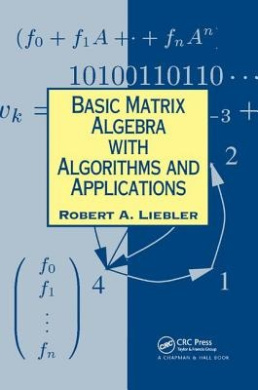 (f₀ + f₁A + ·· + fₙAⁿ
10100110110 ···
vₖ =
₋₃ +
BASIC MATRIX
ALGEBRA
WITH
ALGORITHMS AND
APPLICATIONS
ROBERT A. LIEBLER
2
f₀
f₁
⋮
fₙ
4
1
CRC Press
Taylor & Francis Group
A CHAPMAN & HALL BOOK